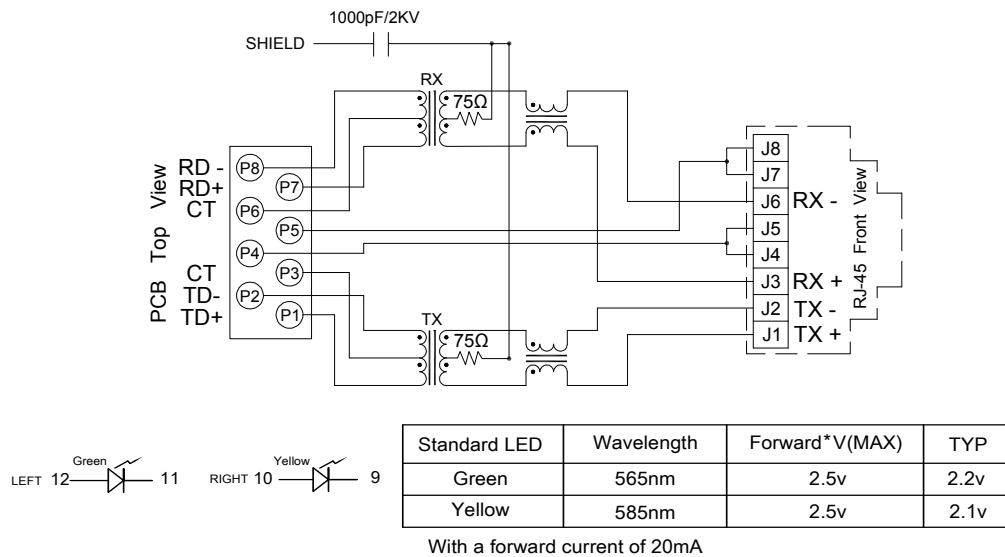 1000pF/2KV
SHIELD
RX
75Ω
PCB Top View
RD -
RD+
CT
CT
TD-
TD+
P8
P7
P6
P5
P4
P3
P2
P1
TX
75Ω
J8
J7
J6 RX -
J5
J4
J3 RX +
J2 TX -
J1 TX +
RJ-45 Front View
LEFT 12 Green 11
RIGHT 10 Yellow 9
Standard LED Wavelength Forward*V(MAX) TYP
Green 565nm 2.5v 2.2v
Yellow 585nm 2.5v 2.1v
With a forward current of 20mA